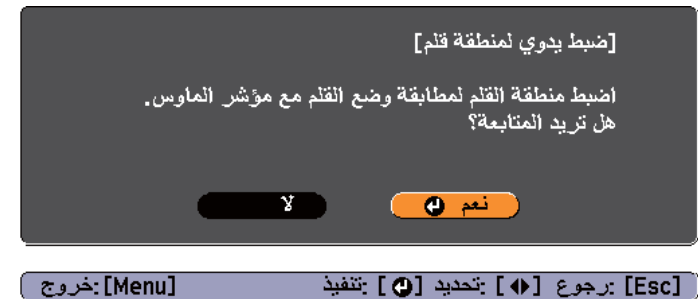 [ضبط يدوي لمنطقة قلم]
اضبط منطقة القلم لمطابقة وضع القلم مع مؤشر الماوس.
هل تريد المتابعة؟
نعم لا
[Esc] :رجوع [◆] :تحديد [↵] :تنفيذ [Menu] :خروج